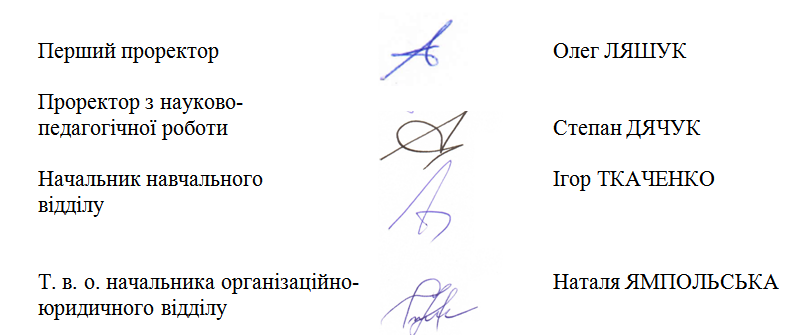 Перший проректор Олег ЛЯШУК
Проректор з науково-
педагогічної роботи Степан ДЯЧУК
Начальник навчального Ігор ТКАЧЕНКО
відділу
Т. в. о. начальника організаційно- Наталя ЯМПОЛЬСЬКА
юридичного відділу